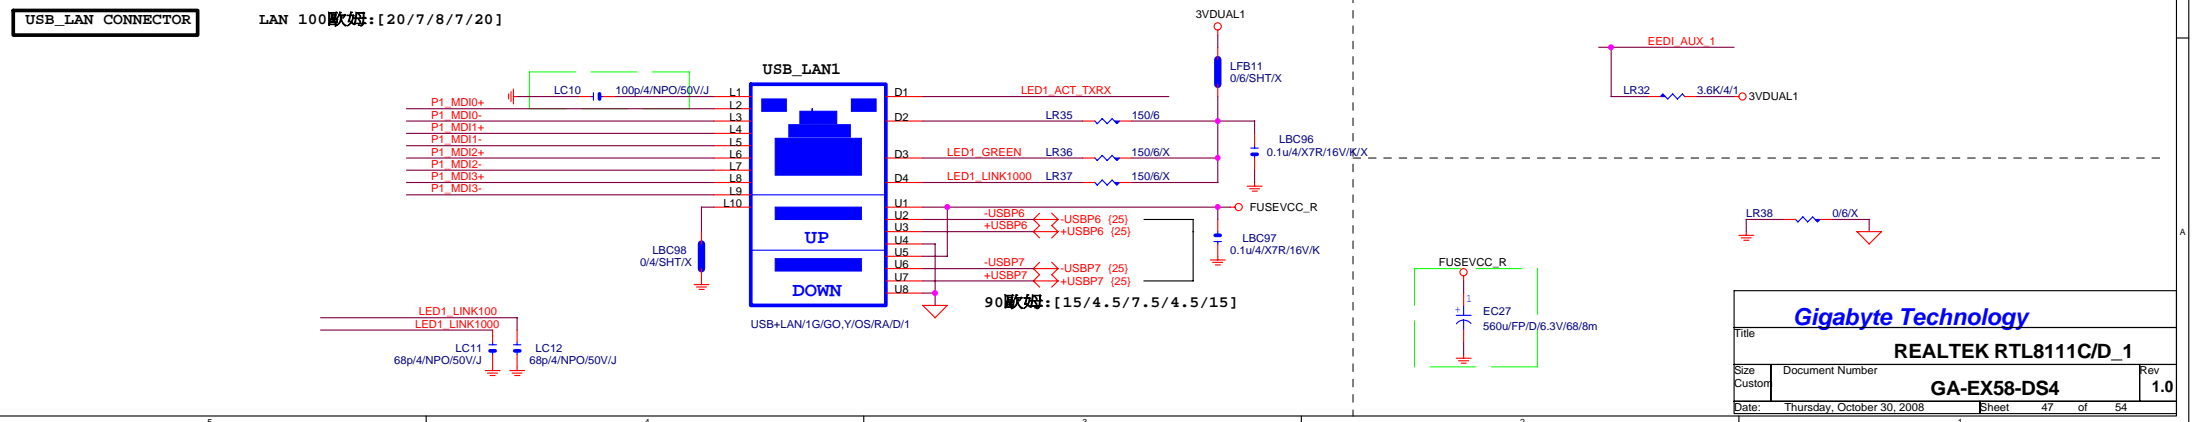 USB_LAN CONNECTOR
LAN 100歐姆:[20/7/8/7/20]
3VDUAL1
LFB11
0/6/SHT/X
EEDI_AUX_1
LR32
3.6K/4/1
3VDUAL1
USB_LAN1
LC10
100p/4/NPO/50V/J
P1_MDI0+
P1_MDI0-
P1_MDI1+
P1_MDI1-
P1_MDI2+
P1_MDI2-
P1_MDI3+
P1_MDI3-
L1
L2
L3
L4
L5
L6
L7
L8
L9
L10
UP
DOWN
USB+LAN/1G/GO,Y/OS/RA/D/1
D1
D2
D3
D4
U1
U2
U3
U4
U5
U6
U7
U8
LED1_ACT_TXRX
LR35
150/6
LED1_GREEN
LR36
150/6/X
LED1_LINK1000
LR37
150/6/X
LBC96
0.1u/4/X7R/16V/K/X
FUSEVCC_R
-USBP6
-USBP6 {25}
+USBP6
+USBP6 {25}
-USBP7
-USBP7 {25}
+USBP7
+USBP7 {25}
LBC97
0.1u/4/X7R/16V/K
90歐姆:[15/4.5/7.5/4.5/15]
LBC98
0/4/SHT/X
LED1_LINK100
LED1_LINK1000
LC11
68p/4/NPO/50V/J
LC12
68p/4/NPO/50V/J
LR38
0/6/X
FUSEVCC_R
1
+
EC27
560u/FP/D/6.3V/68/8m
A
Gigabyte Technology
Title
REALTEK RTL8111C/D_1
Size
Custom
Document Number
GA-EX58-DS4
Rev
1.0
Date:
Thursday, October 30, 2008
Sheet
47
of
54
5
4
3
2
1